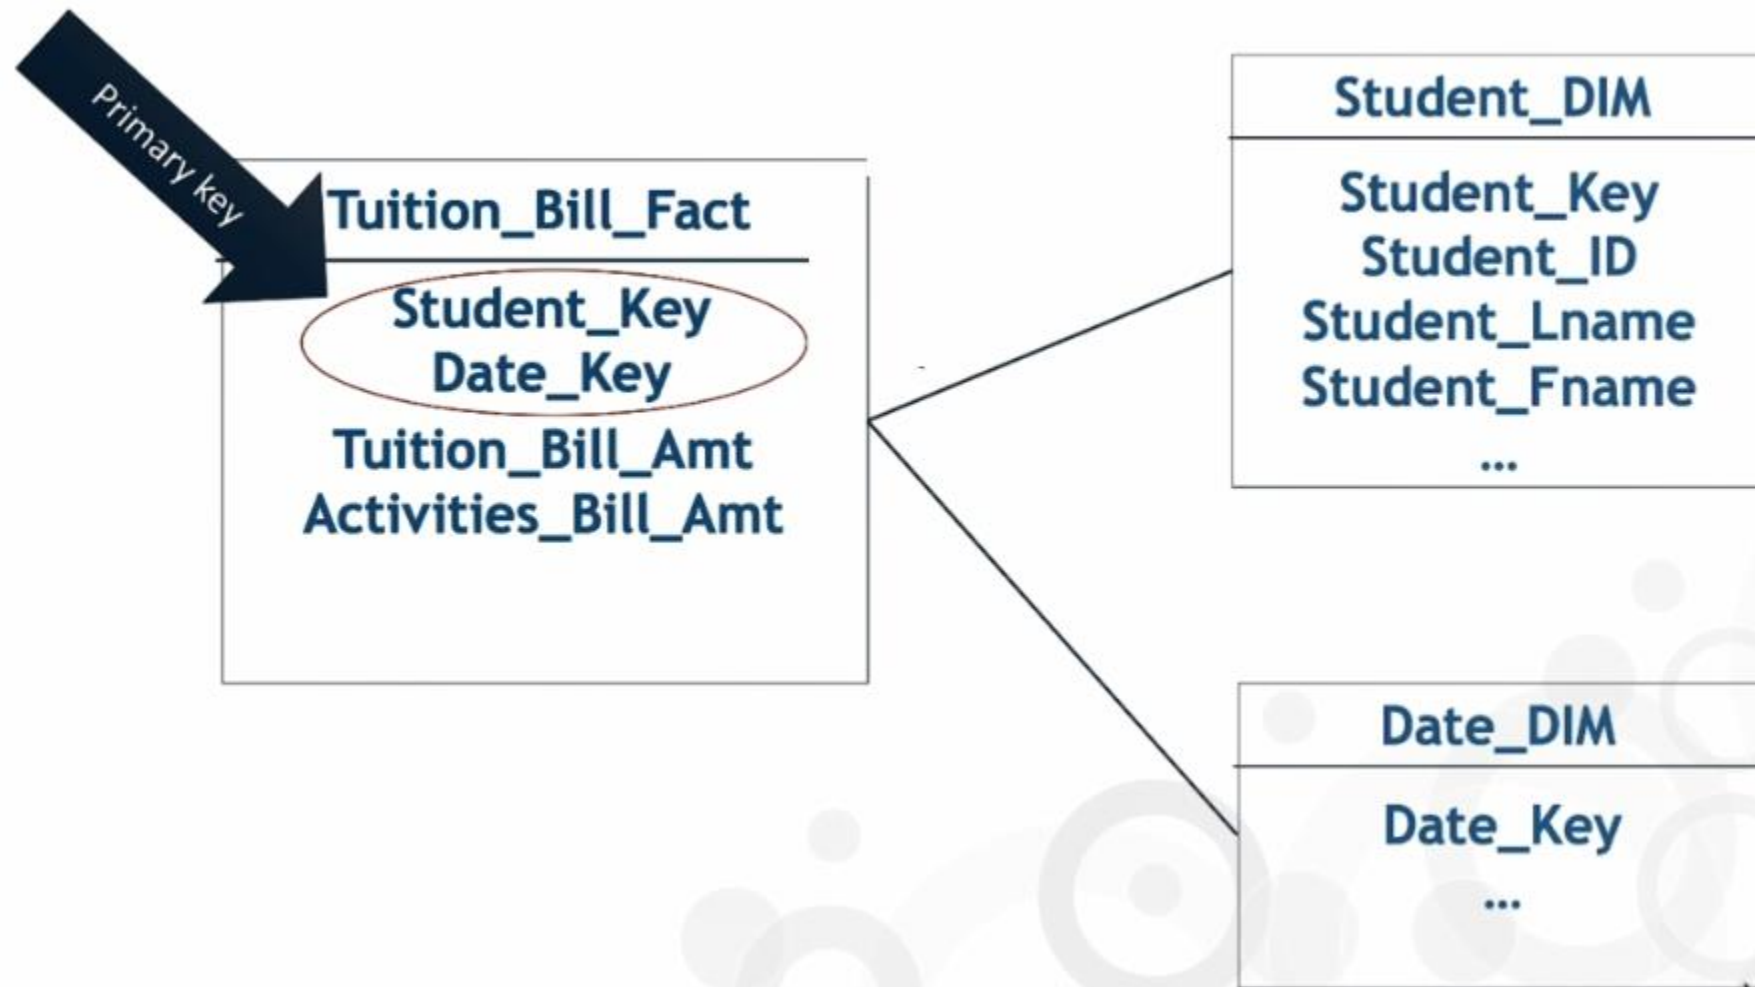 Primary key
Tuition_Bill_Fact
Student_Key
Date_Key
Tuition_Bill_Amt
Activities_Bill_Amt
Student_DIM
Student_Key
Student_ID
Student_Lname
Student_Fname
...
Date_DIM
Date_Key
...